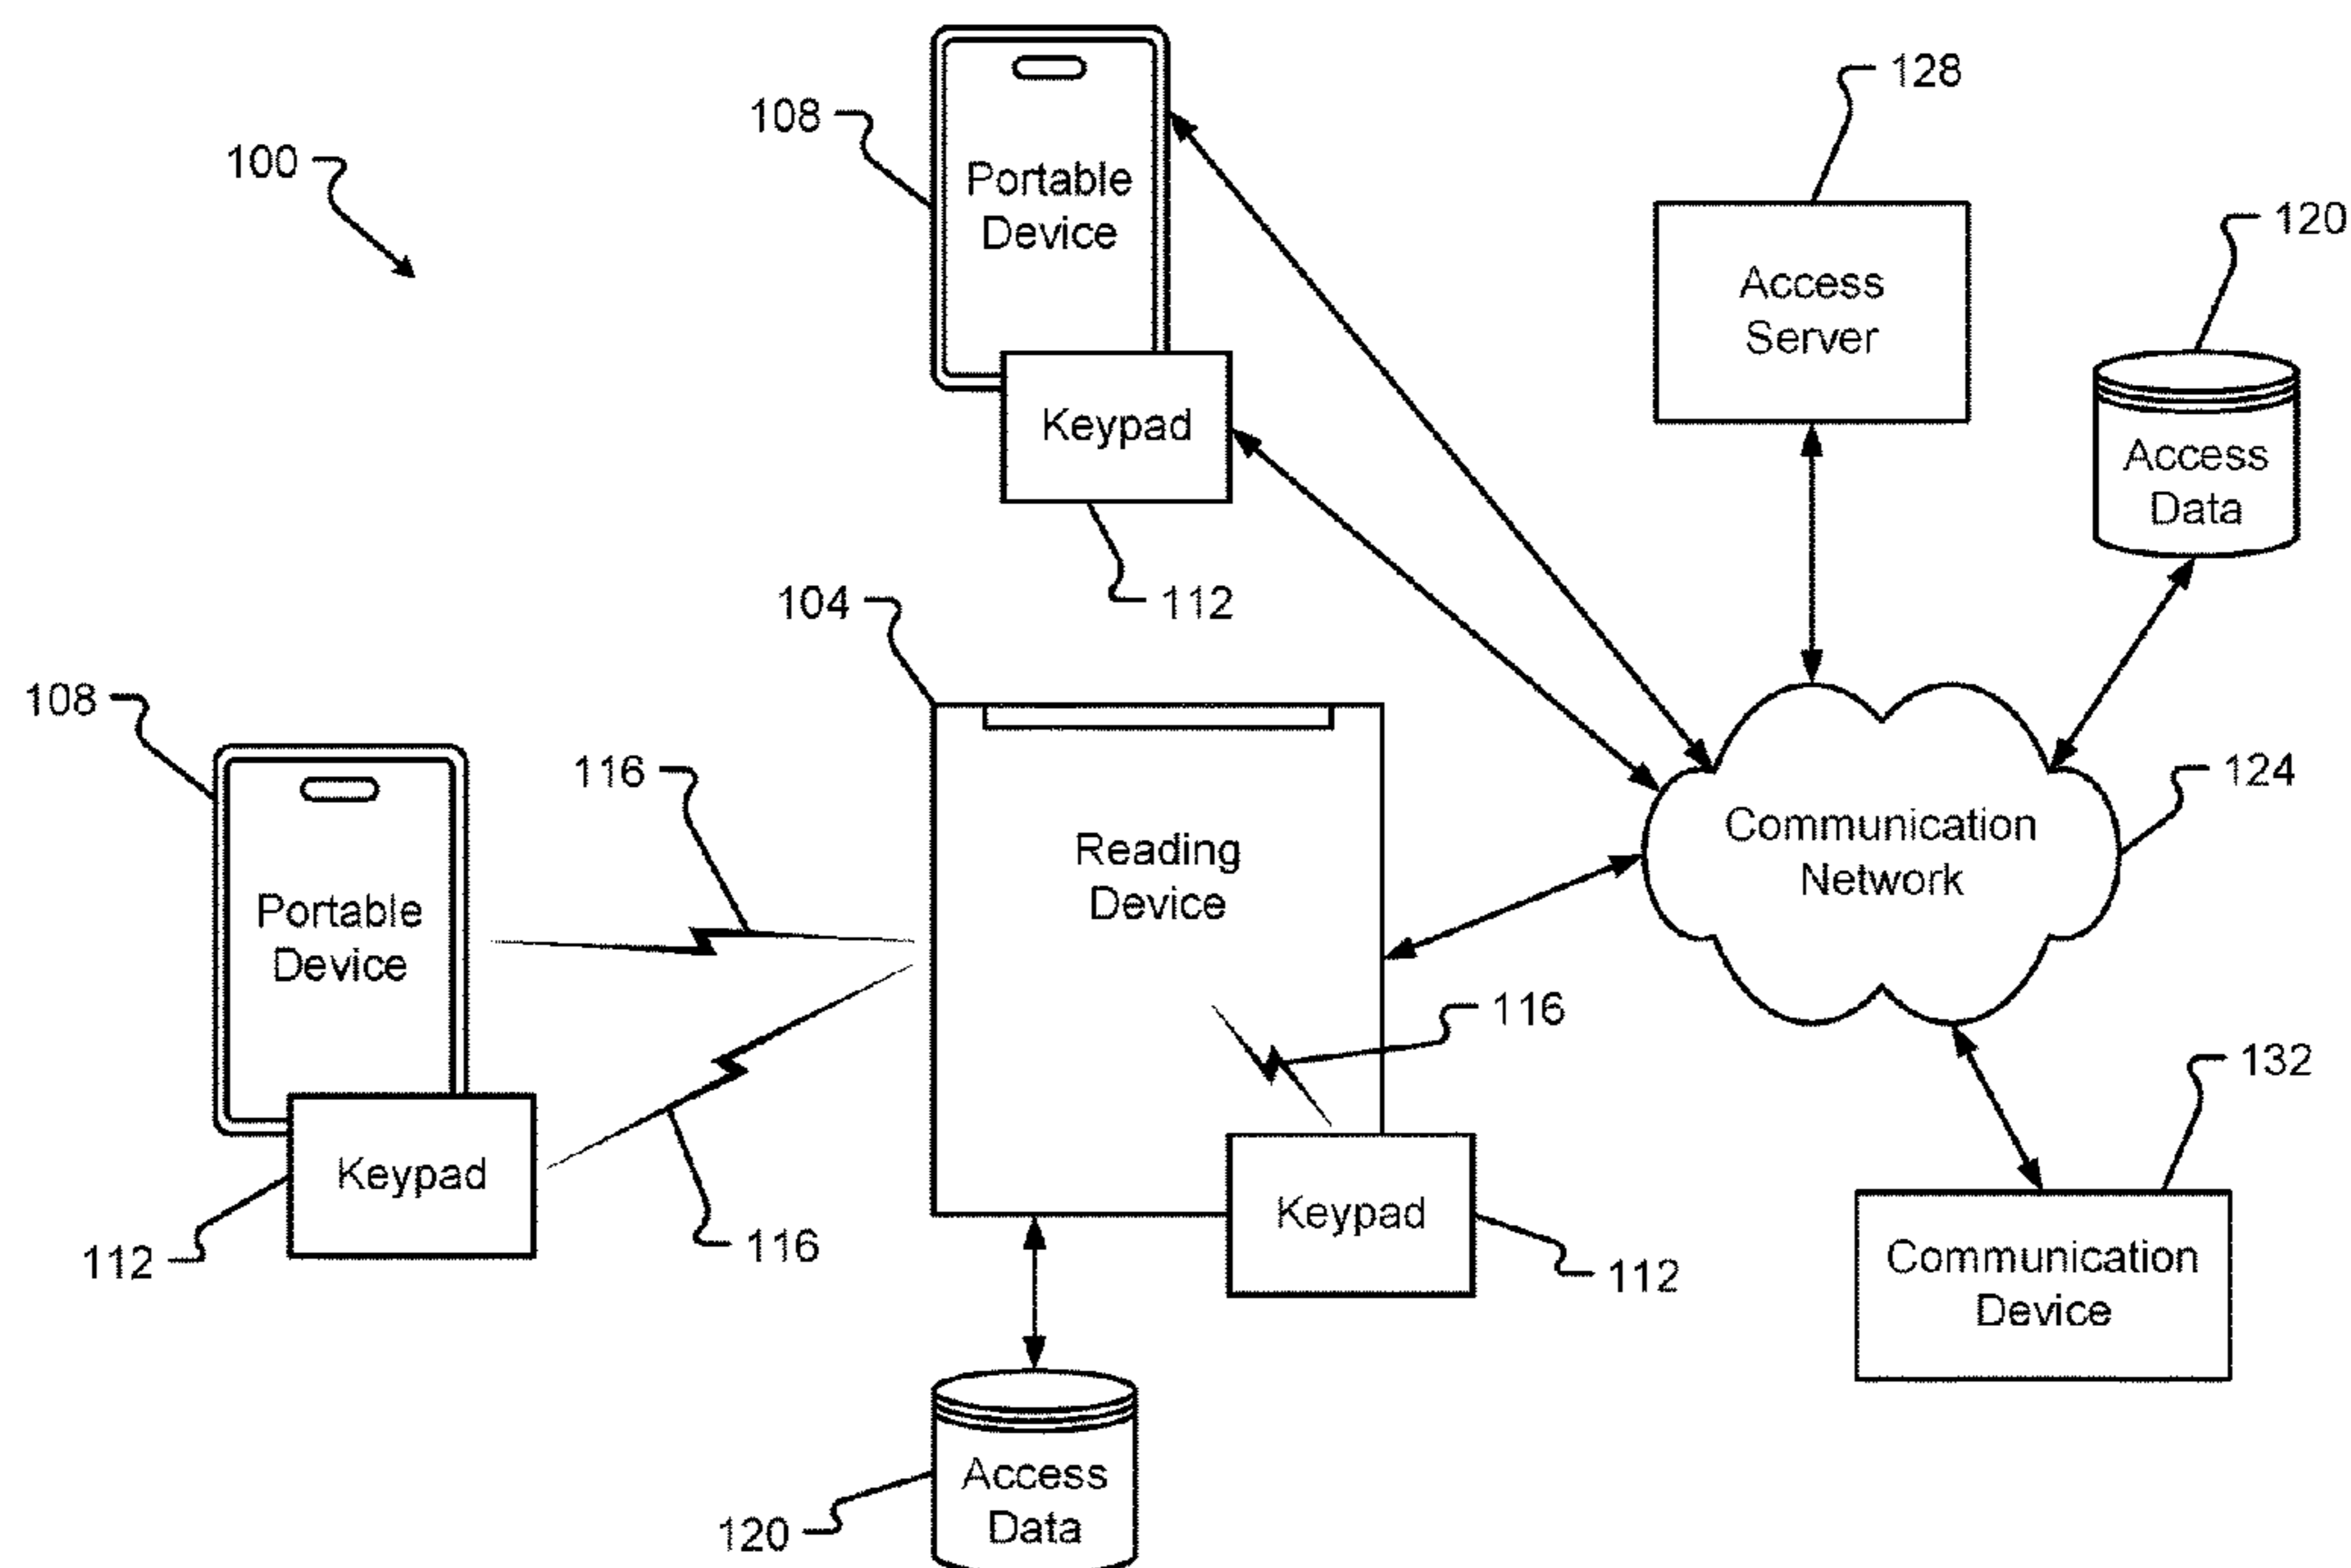 128
108
100
120
Portable
Device
Access
Server
Keypad
Access
Data
104
112
108
116
124
Communication
Network
Reading
Device
Portable
Device
116
132
Keypad
Keypad
112
116
112
Communication
Device
Access
Data
120